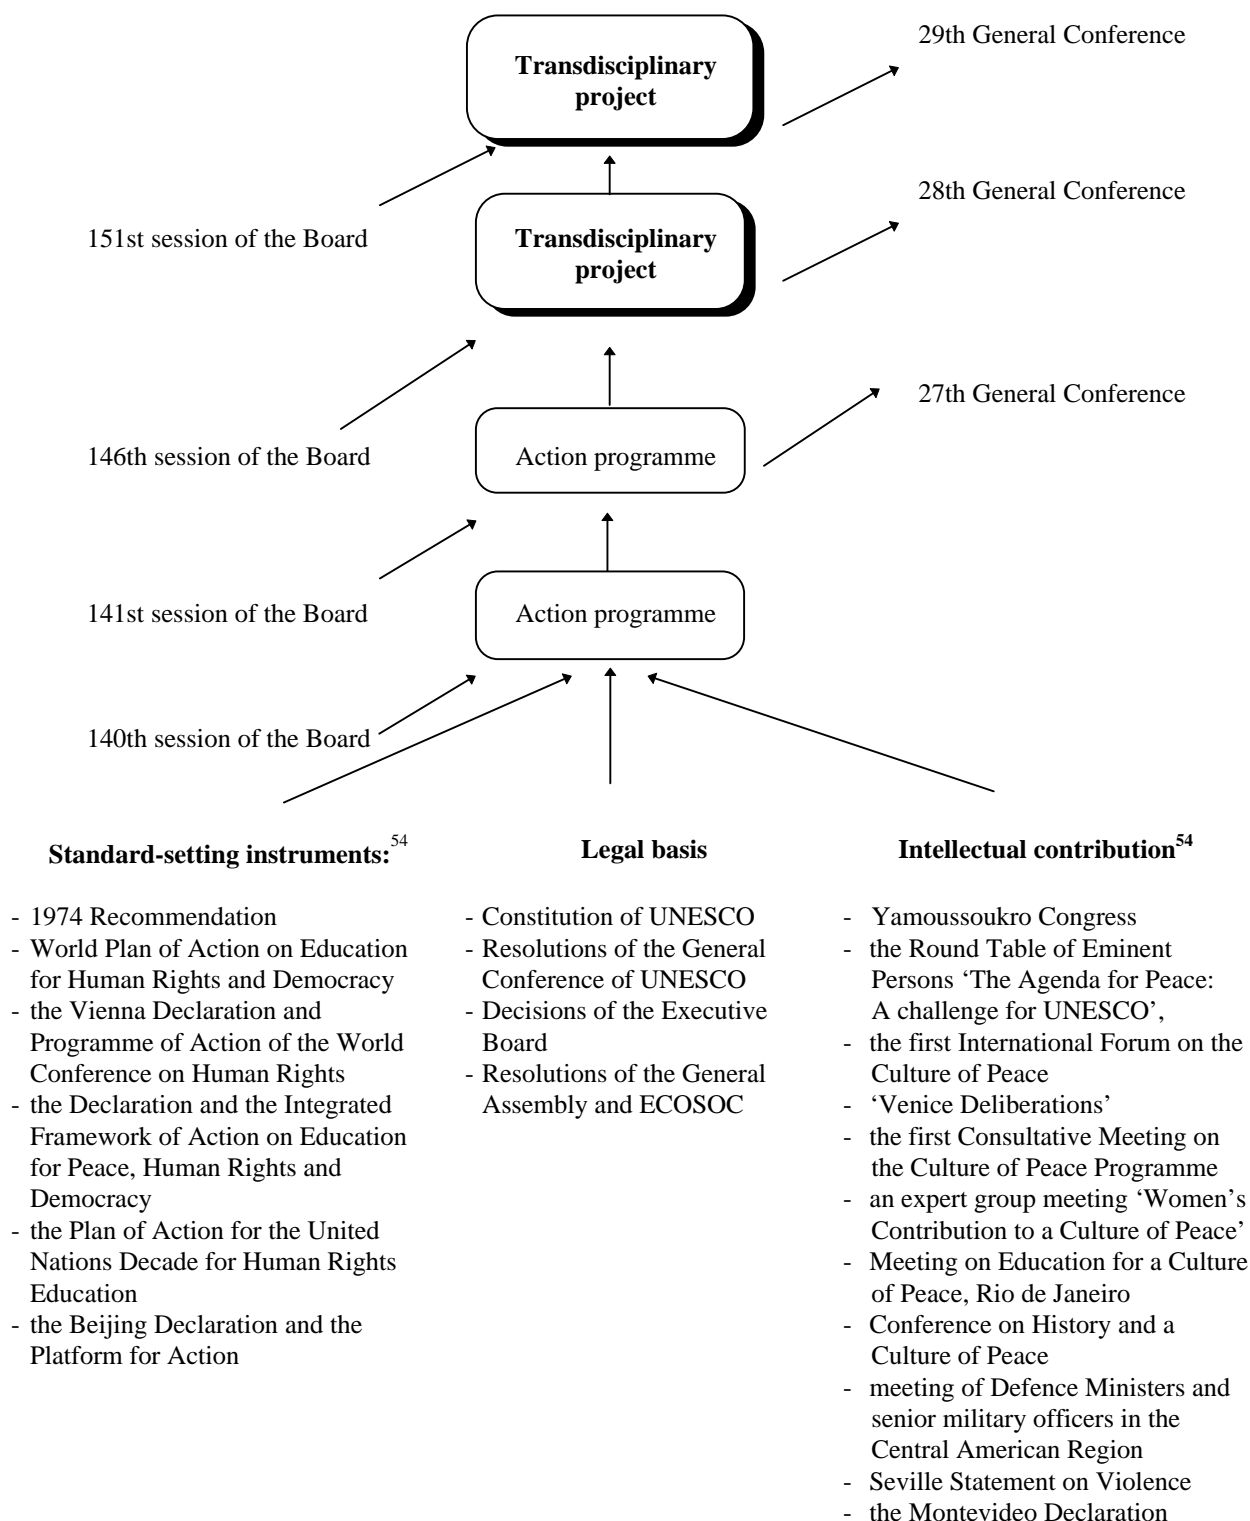 29th General Conference
Transdisciplinary
project
28th General Conference
151st session of the Board
Transdisciplinary
project
27th General Conference
146th session of the Board
Action programme
141st session of the Board
Action programme
140th session of the Board
Standard-setting instruments:54
- 1974 Recommendation
- World Plan of Action on Education
for Human Rights and Democracy
- the Vienna Declaration and
Programme of Action of the World
Conference on Human Rights
- the Declaration and the Integrated
Framework of Action on Education
for Peace, Human Rights and
Democracy
- the Plan of Action for the United
Nations Decade for Human Rights
Education
- the Beijing Declaration and the
Platform for Action
Legal basis
- Constitution of UNESCO
- Resolutions of the General
Conference of UNESCO
- Decisions of the Executive
Board
- Resolutions of the General
Assembly and ECOSOC
Intellectual contribution54
- Yamoussoukro Congress
- the Round Table of Eminent
Persons ‘The Agenda for Peace:
A challenge for UNESCO’,
- the first International Forum on the
Culture of Peace
- ‘Venice Deliberations’
- the first Consultative Meeting on
the Culture of Peace Programme
- an expert group meeting ‘Women’s
Contribution to a Culture of Peace’
- Meeting on Education for a Culture
of Peace, Rio de Janeiro
- Conference on History and a
Culture of Peace
- meeting of Defence Ministers and
senior military officers in the
Central American Region
- Seville Statement on Violence
- the Montevideo Declaration